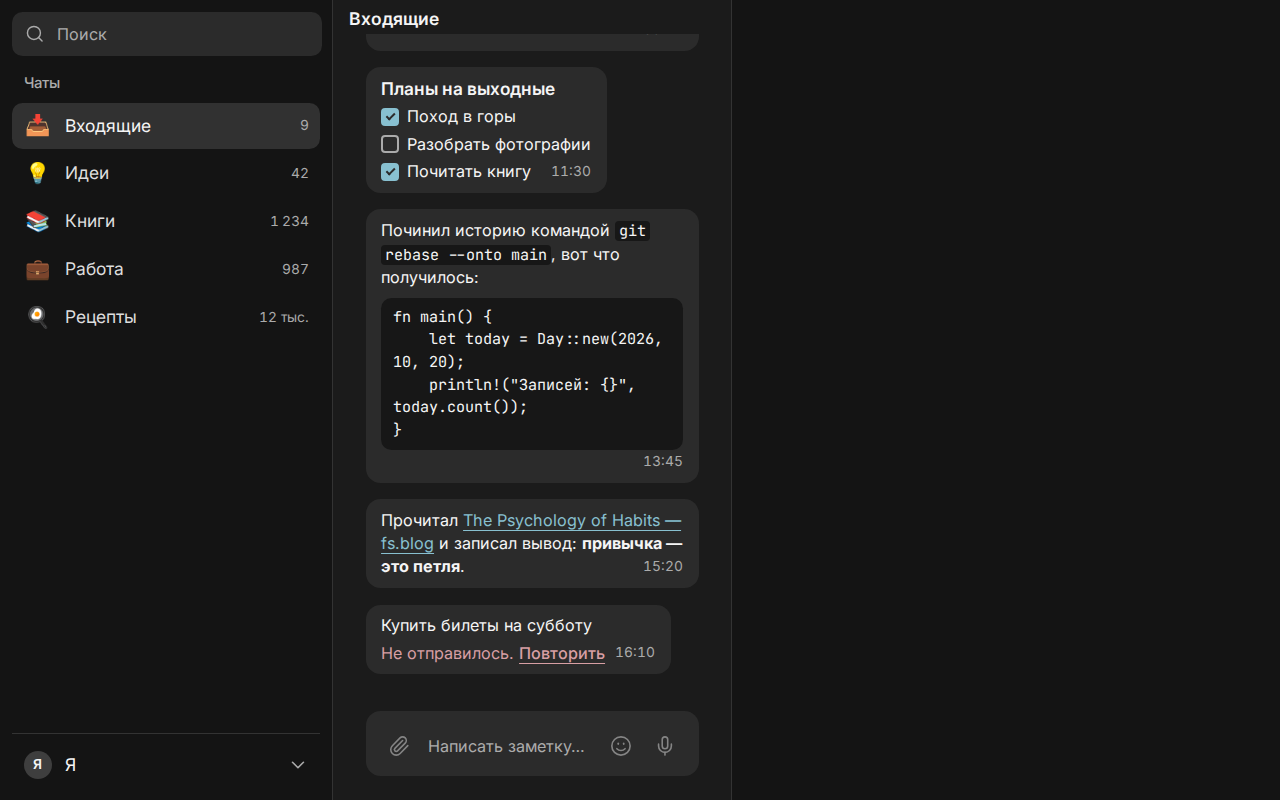 Поиск
Чаты
Входящие 9
Идеи 42
Книги 1 234
Работа 987
Рецепты 12 тыс.
Я Я
Входящие
Планы на выходные
Поход в горы
Разобрать фотографии
Почитать книгу 11:30
Починил историю командой git
rebase --onto main, вот что
получилось:
fn main() {
    let today = Day::new(2026,
10, 20);
    println!("Записей: {}",
today.count());
}
13:45
Прочитал The Psychology of Habits —
fs.blog и записал вывод: привычка —
это петля. 15:20
Купить билеты на субботу
Не отправилось. Повторить 16:10
Написать заметку...